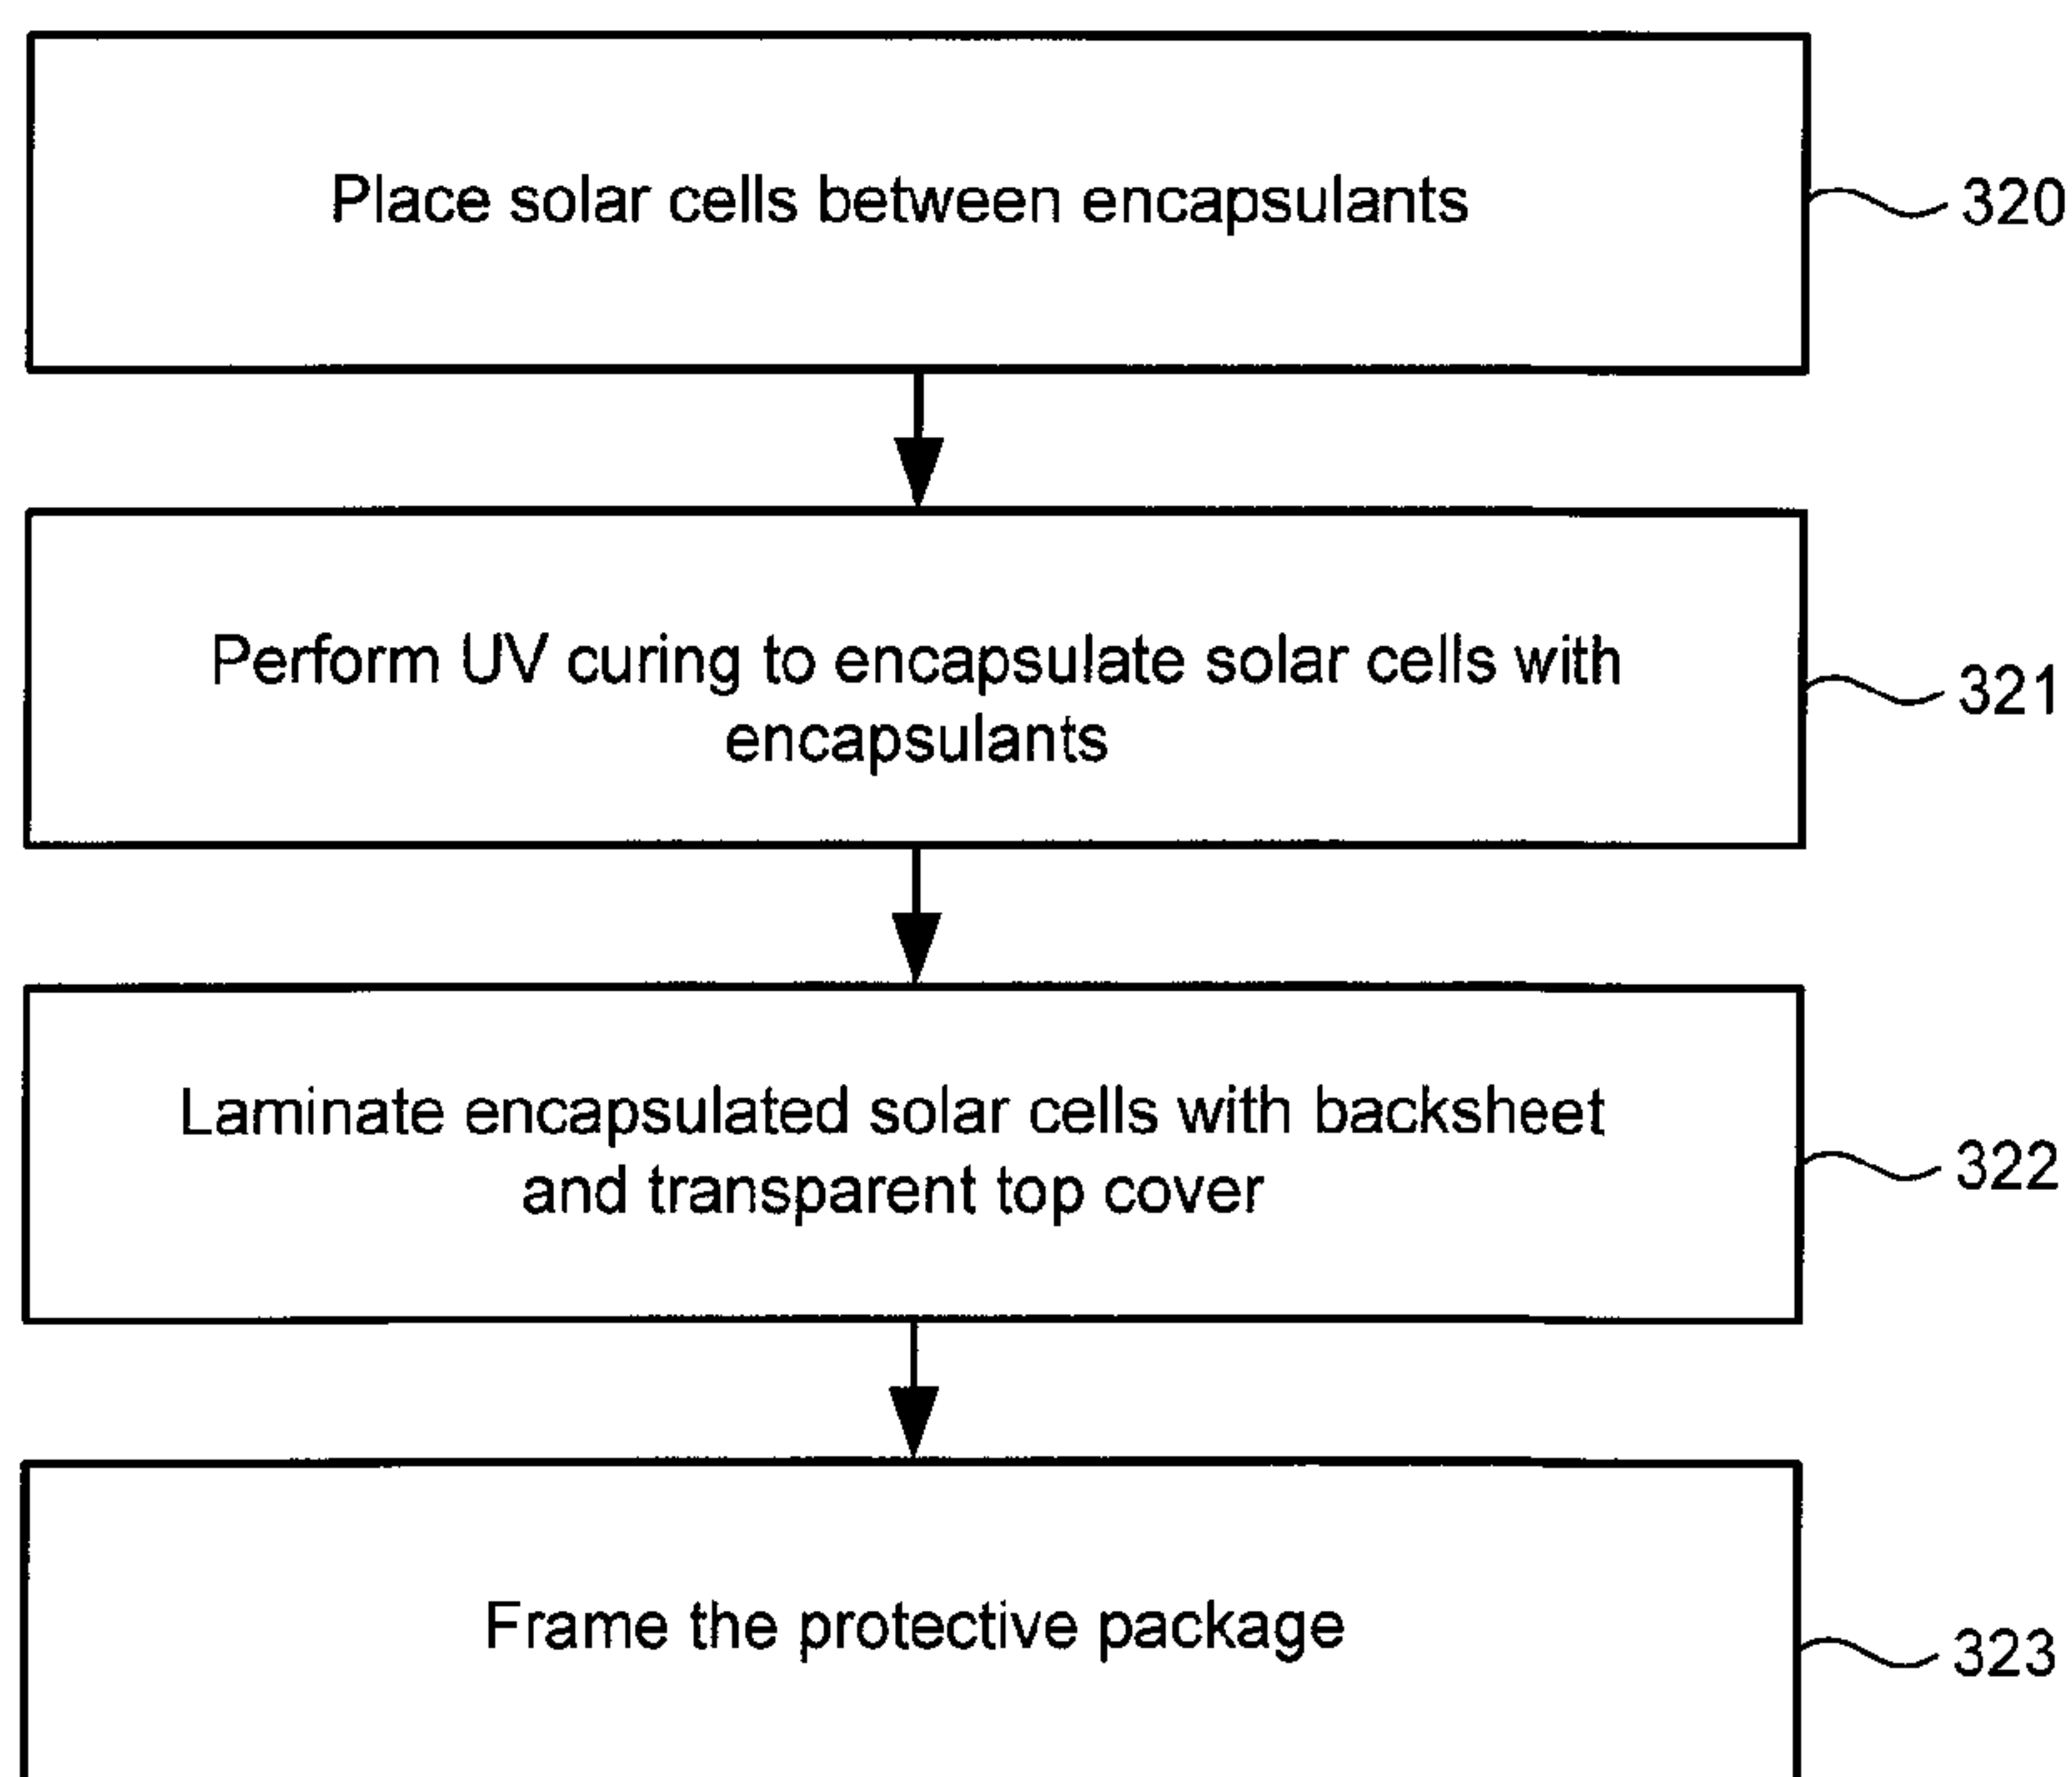 Place solar cells between encapsulants
320
Perform UV curing to encapsulate solar cells with
encapsulants
321
Laminate encapsulated solar cells with backsheet
and transparent top cover
322
Frame the protective package
323